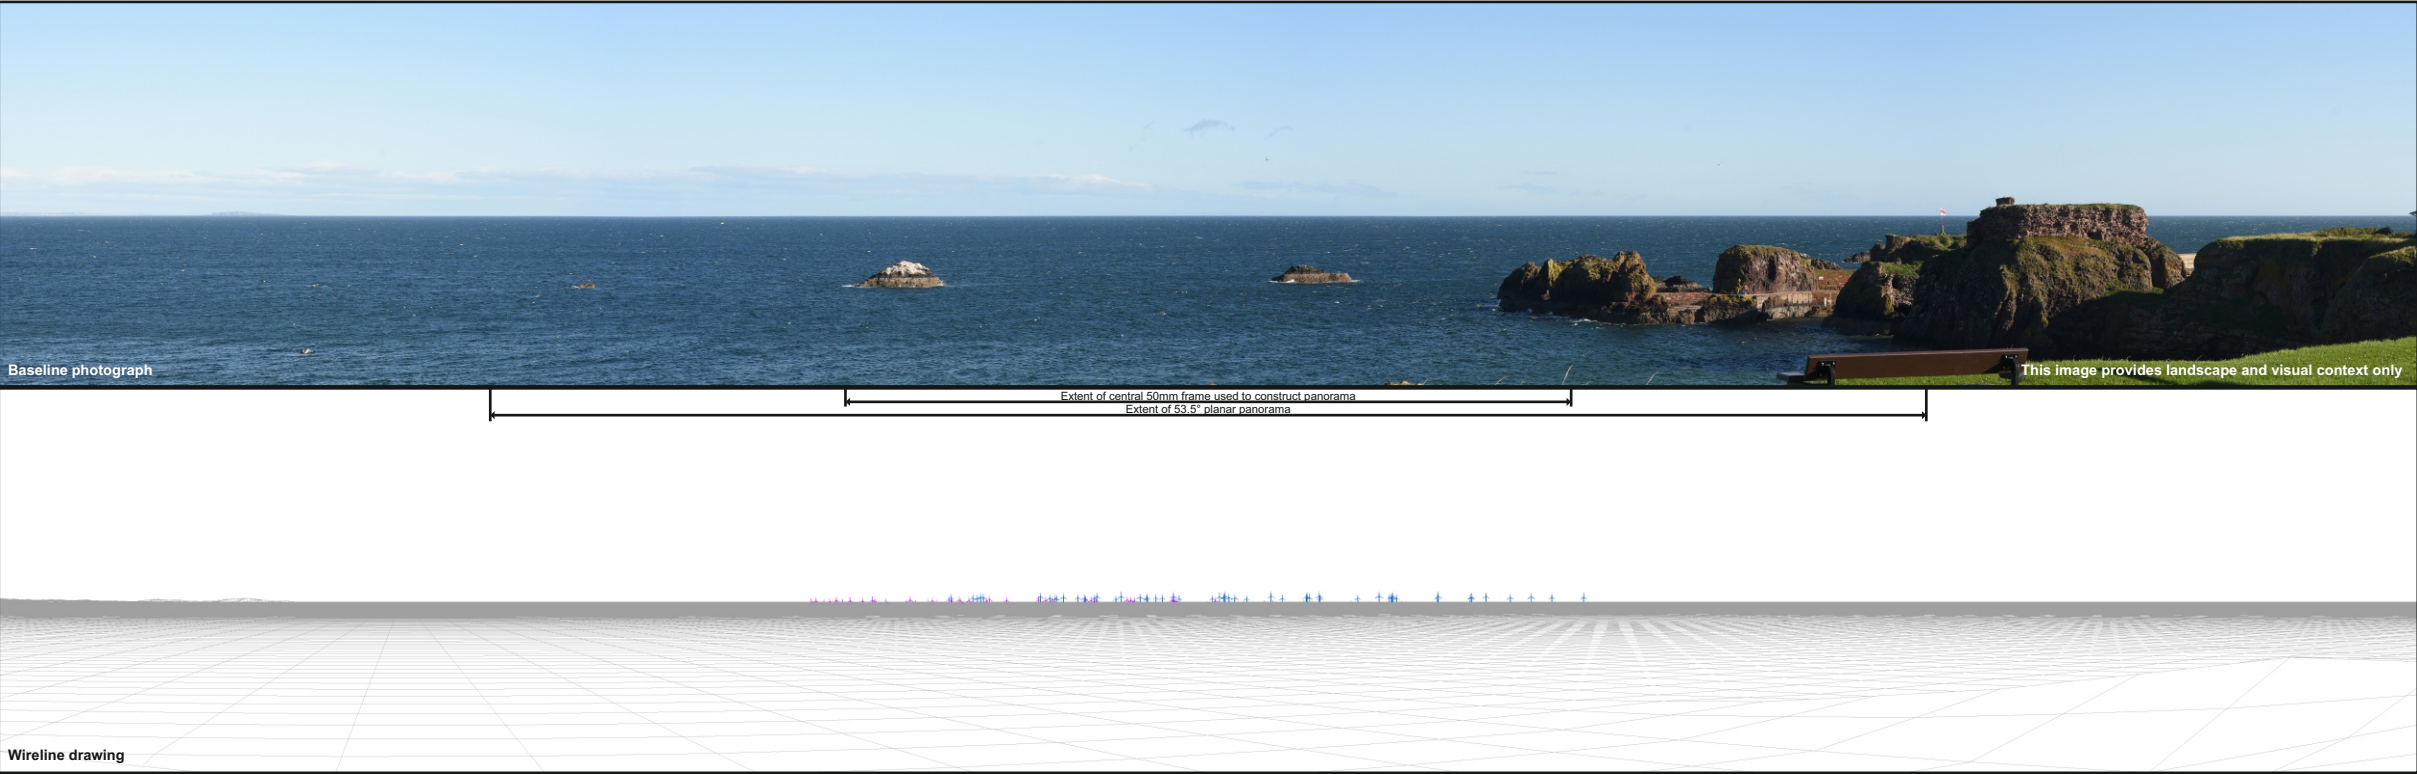 Baseline photograph
This image provides landscape and visual context only
Extent of central 50mm frame used to construct panorama
Extent of 53.5° planar panorama
Wireline drawing